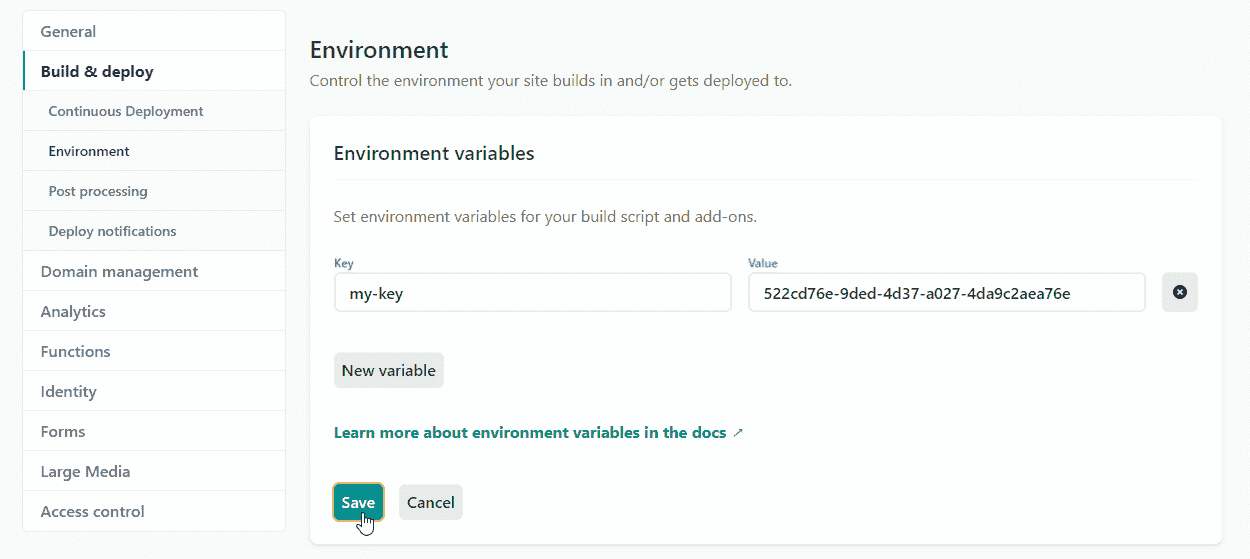 General
Build & deploy
Continuous Deployment
Environment
Post processing
Deploy notifications
Domain management
Analytics
Functions
Identity
Forms
Large Media
Access control
Environment
Control the environment your site builds in and/or gets deployed to.
Environment variables
Set environment variables for your build script and add-ons.
Key
Value
my-key
522cd76e-9ded-4d37-a027-4da9c2aea76e
New variable
Learn more about environment variables in the docs ↗
Save
Cancel